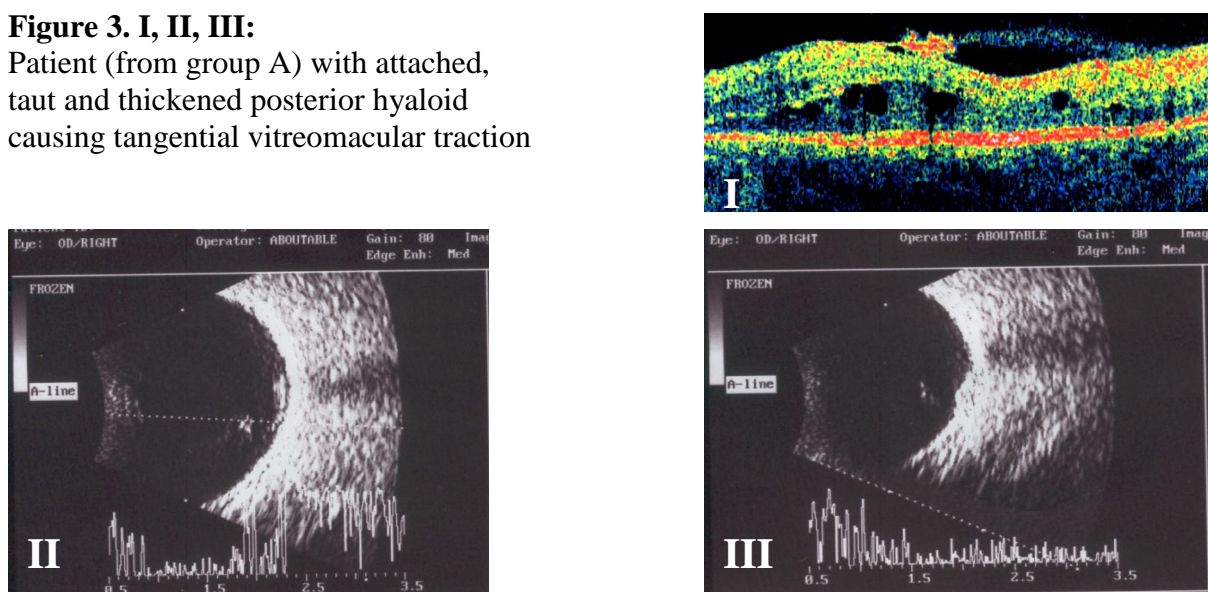 Figure 3. I, II, III:
Patient (from group A) with attached,
taut and thickened posterior hyaloid
causing tangential vitreomacular traction
I
Eye: OD/RIGHT Operator: ABOUTABLE Gain: 80
Edge Enh: Med
FROZEN
A-line
II
0.5 1.5 2.5 3.5
Eye: OD/RIGHT Operator: ABOUTABLE Gain: 80 Imag
Edge Enh: Med
FROZEN
A-line
III
0.5 1.5 2.5 3.5